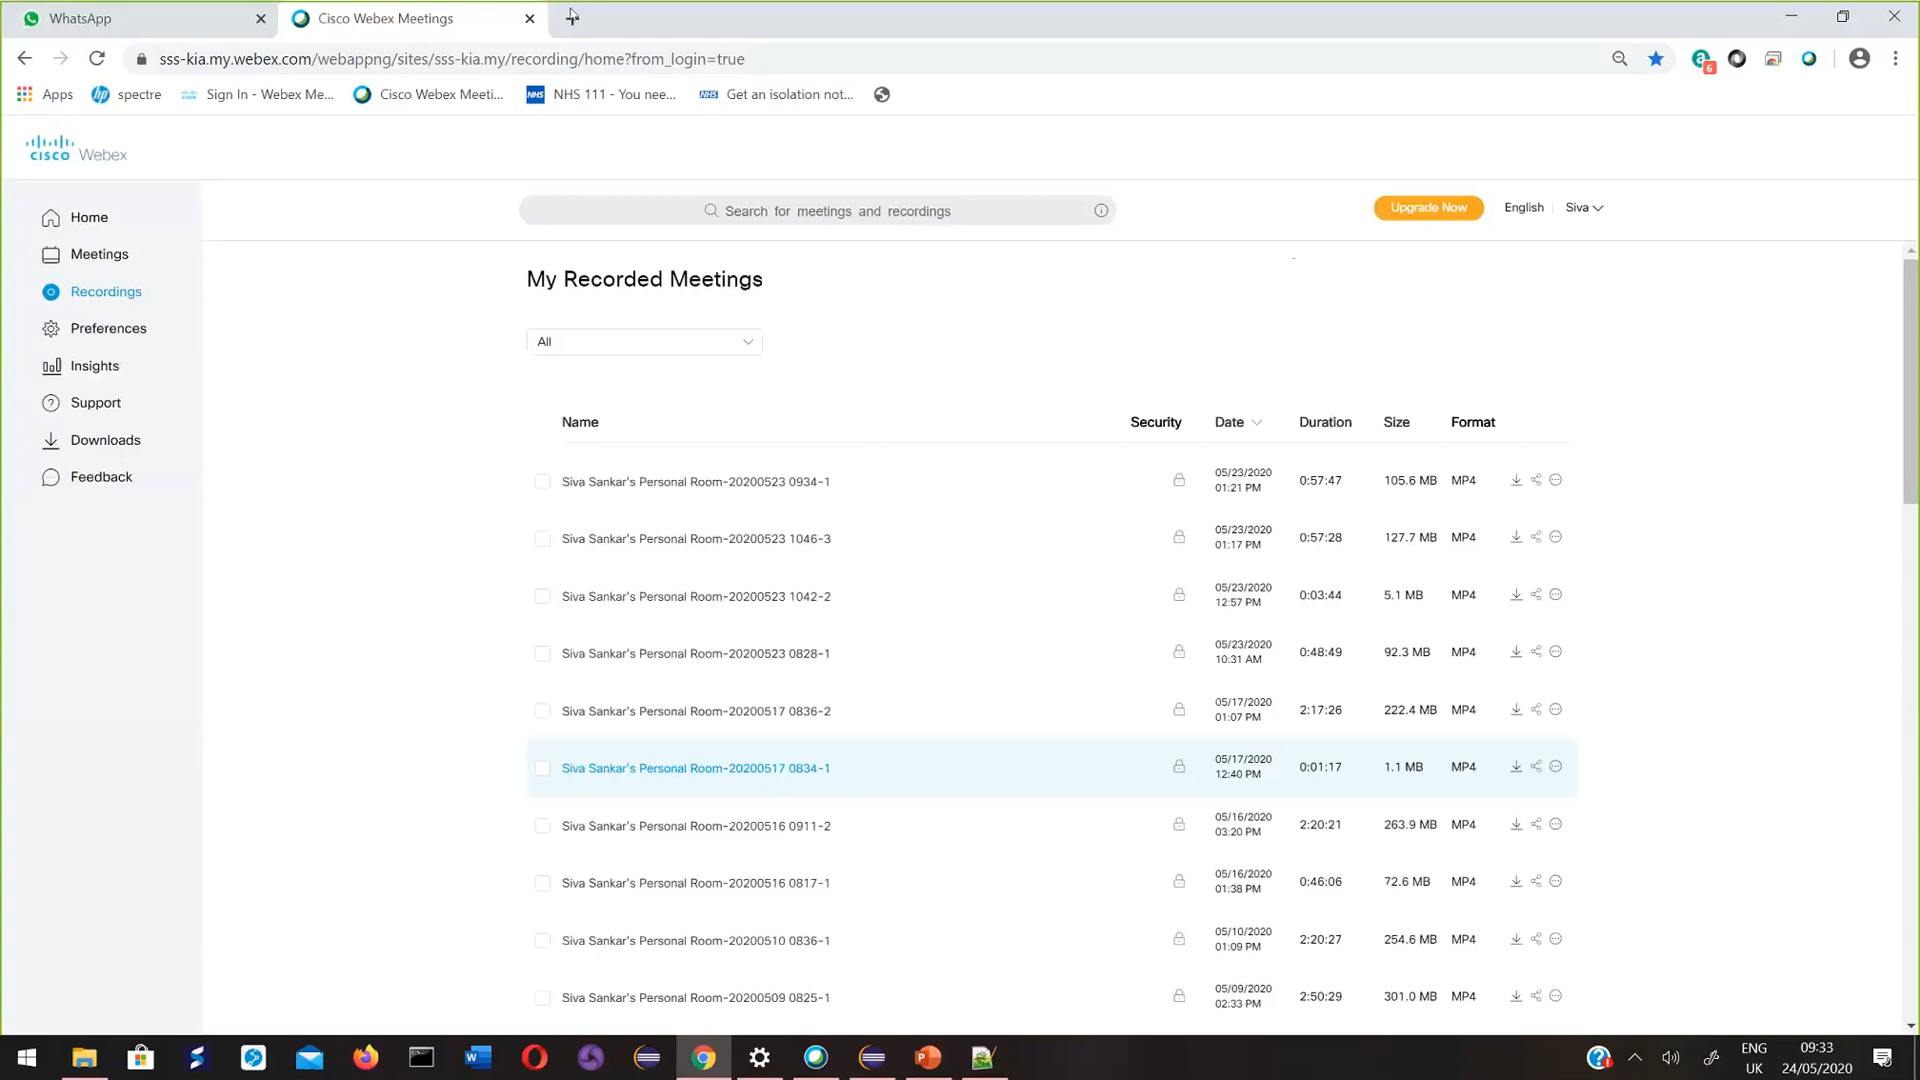 WhatsApp
Cisco Webex Meetings
sss-kia.my.webex.com/webappng/sites/sss-kia.my/recording/home?from_login=true
6
Apps
spectre
Sign In - Webex Me...
Cisco Webex Meeti...
NHS 111 - You nee...
Get an isolation not...
CISCO Webex
Home
Meetings
Recordings
Preferences
Insights
Support
Downloads
Feedback
Search for meetings and recordings
Upgrade Now
English
Siva
My Recorded Meetings
All
Name Security Date Duration Size Format
Siva Sankar's Personal Room-20200523 0934-1 05/23/2020 0:57:47 105.6 MB MP4
01:21 PM
Siva Sankar's Personal Room-20200523 1046-3 05/23/2020 0:57:28 127.7 MB MP4
01:17 PM
Siva Sankar's Personal Room-20200523 1042-2 05/23/2020 0:03:44 5.1 MB MP4
12:57 PM
Siva Sankar's Personal Room-20200523 0828-1 05/23/2020 0:48:49 92.3 MB MP4
10:31 AM
Siva Sankar's Personal Room-20200517 0836-2 05/17/2020 2:17:26 222.4 MB MP4
01:07 PM
Siva Sankar's Personal Room-20200517 0834-1 05/17/2020 0:01:17 1.1 MB MP4
12:40 PM
Siva Sankar's Personal Room-20200516 0911-2 05/16/2020 2:20:21 263.9 MB MP4
03:20 PM
Siva Sankar's Personal Room-20200516 0817-1 05/16/2020 0:46:06 72.6 MB MP4
01:38 PM
Siva Sankar's Personal Room-20200510 0836-1 05/10/2020 2:20:27 254.6 MB MP4
01:09 PM
Siva Sankar's Personal Room-20200509 0825-1 05/09/2020 2:50:29 301.0 MB MP4
02:33 PM
ENG 09:33
UK 24/05/2020